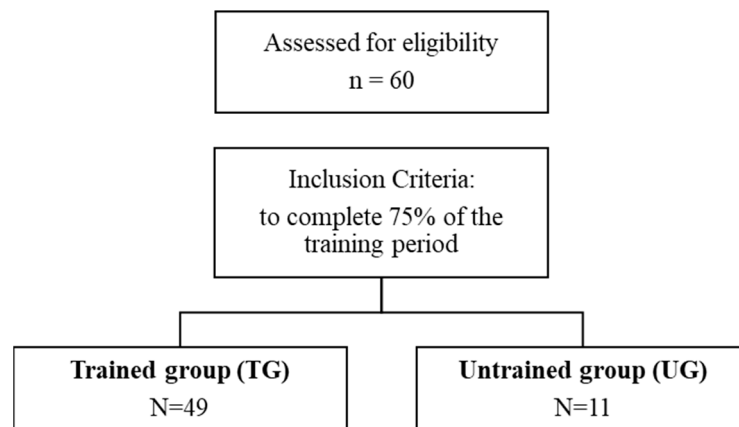 Assessed for eligibility
n = 60
Inclusion Criteria:
to complete 75% of the
training period
Trained group (TG)
N=49
Untrained group (UG)
N=11